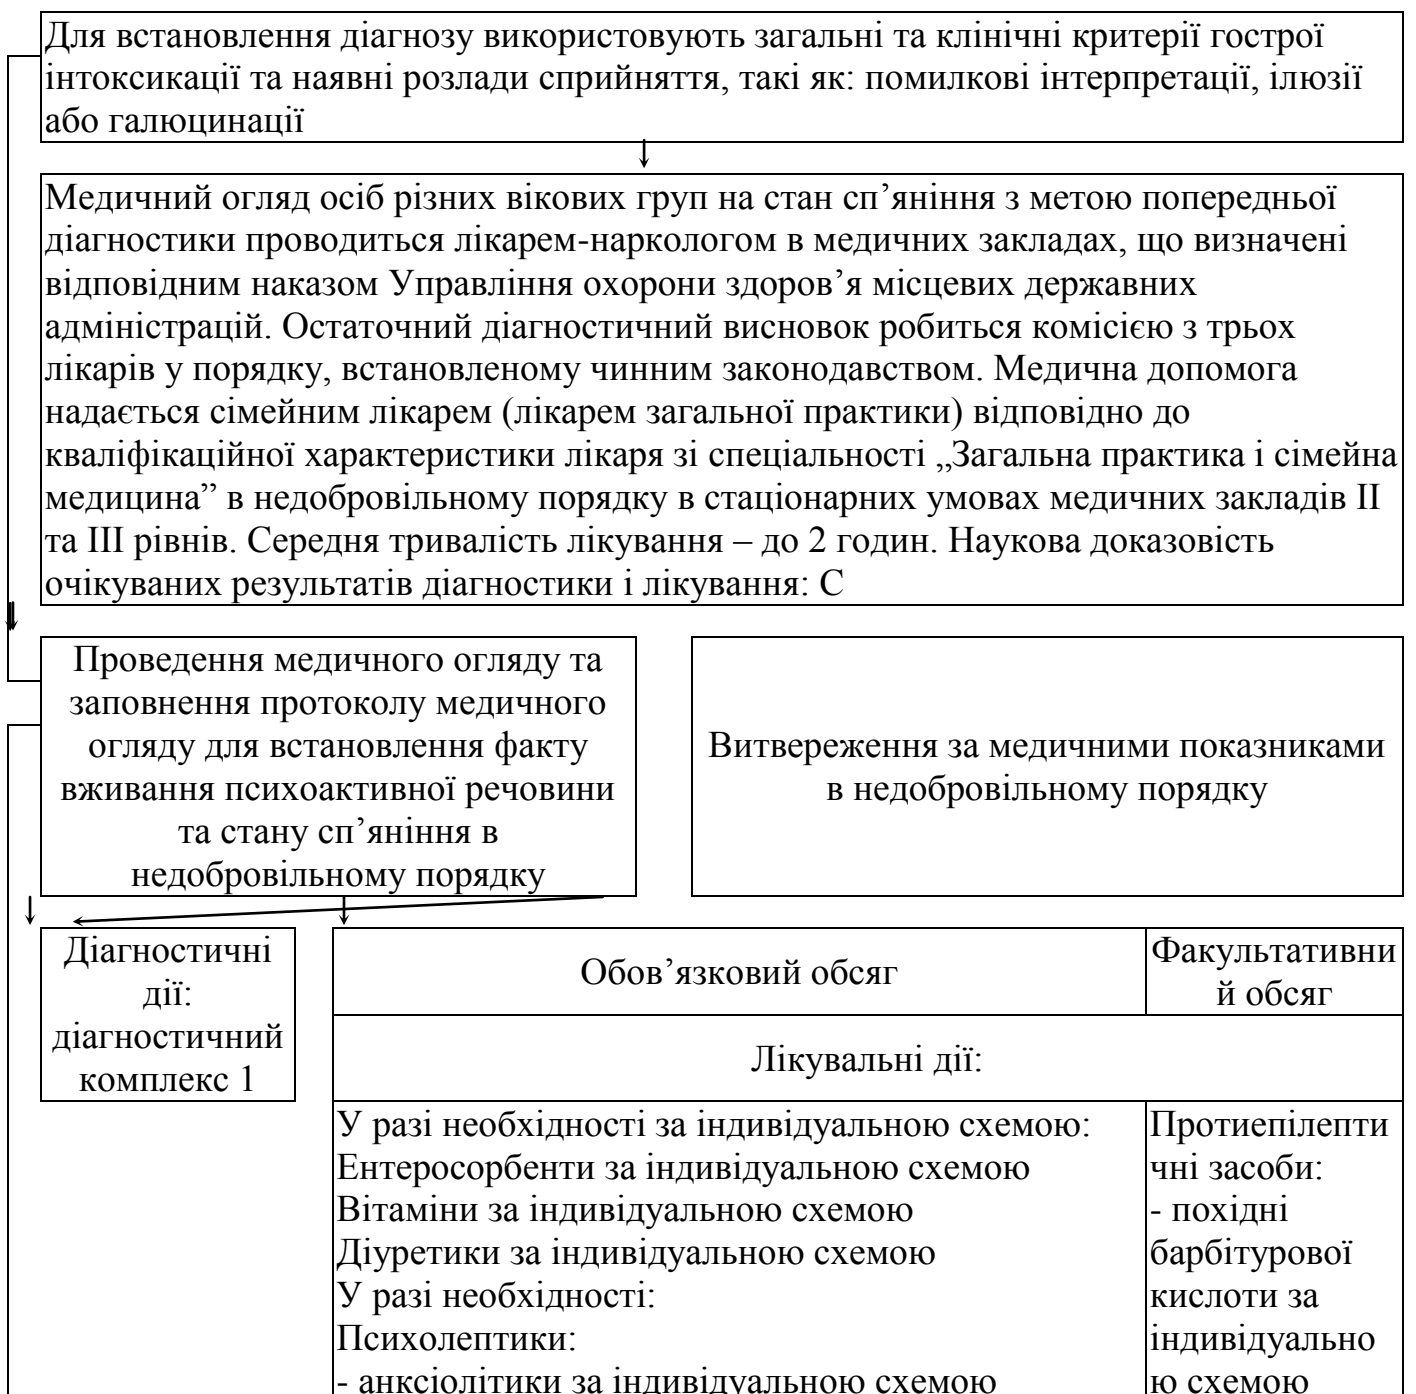 Для встановлення діагнозу використовують загальні та клінічні критерії гострої
інтоксикації та наявні розлади сприйняття, такі як: помилкові інтерпретації, ілюзії
або галюцинації
Медичний огляд осіб різних вікових груп на стан сп’яніння з метою попередньої
діагностики проводиться лікарем-наркологом в медичних закладах, що визначені
відповідним наказом Управління охорони здоров’я місцевих державних
адміністрацій. Остаточний діагностичний висновок робиться комісією з трьох
лікарів у порядку, встановленому чинним законодавством. Медична допомога
надається сімейним лікарем (лікарем загальної практики) відповідно до
кваліфікаційної характеристики лікаря зі спеціальності „Загальна практика і сімейна
медицина” в недобровільному порядку в стаціонарних умовах медичних закладів ІІ
та ІІІ рівнів. Середня тривалість лікування – до 2 годин. Наукова доказовість
очікуваних результатів діагностики і лікування: С
Проведення медичного огляду та
заповнення протоколу медичного
огляду для встановлення факту
вживання психоактивної речовини
та стану сп’яніння в
недобровільному порядку
Витвереження за медичними показниками
в недобровільному порядку
Діагностичні
дії:
діагностичний
комплекс 1
Обов’язковий обсяг
Факультативни
й обсяг
Лікувальні дії:
У разі необхідності за індивідуальною схемою:
Ентеросорбенти за індивідуальною схемою
Вітаміни за індивідуальною схемою
Діуретики за індивідуальною схемою
У разі необхідності:
Психолептики:
- анксіолітики за індивідуальною схемою
Протиепілепти
чні засоби:
- похідні
барбітурової
кислоти за
індивідуально
ю схемою